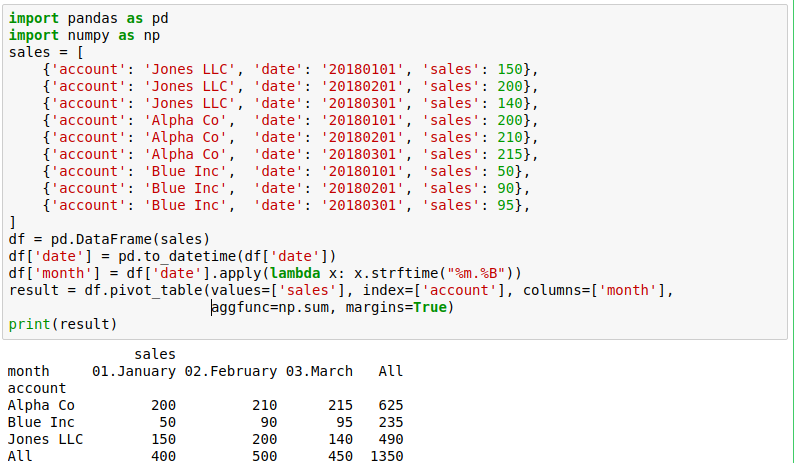 import pandas as pd
import numpy as np
sales = [
    {'account': 'Jones LLC', 'date': '20180101', 'sales': 150},
    {'account': 'Jones LLC', 'date': '20180201', 'sales': 200},
    {'account': 'Jones LLC', 'date': '20180301', 'sales': 140},
    {'account': 'Alpha Co',  'date': '20180101', 'sales': 200},
    {'account': 'Alpha Co',  'date': '20180201', 'sales': 210},
    {'account': 'Alpha Co',  'date': '20180301', 'sales': 215},
    {'account': 'Blue Inc',  'date': '20180101', 'sales': 50},
    {'account': 'Blue Inc',  'date': '20180201', 'sales': 90},
    {'account': 'Blue Inc',  'date': '20180301', 'sales': 95},
]
df = pd.DataFrame(sales)
df['date'] = pd.to_datetime(df['date'])
df['month'] = df['date'].apply(lambda x: x.strftime("%m.%B"))
result = df.pivot_table(values=['sales'], index=['account'], columns=['month'],
                        aggfunc=np.sum, margins=True)
print(result)
               sales
month     01.January 02.February 03.March   All
account
Alpha Co         200         210      215   625
Blue Inc          50          90       95   235
Jones LLC        150         200      140   490
All              400         500      450  1350